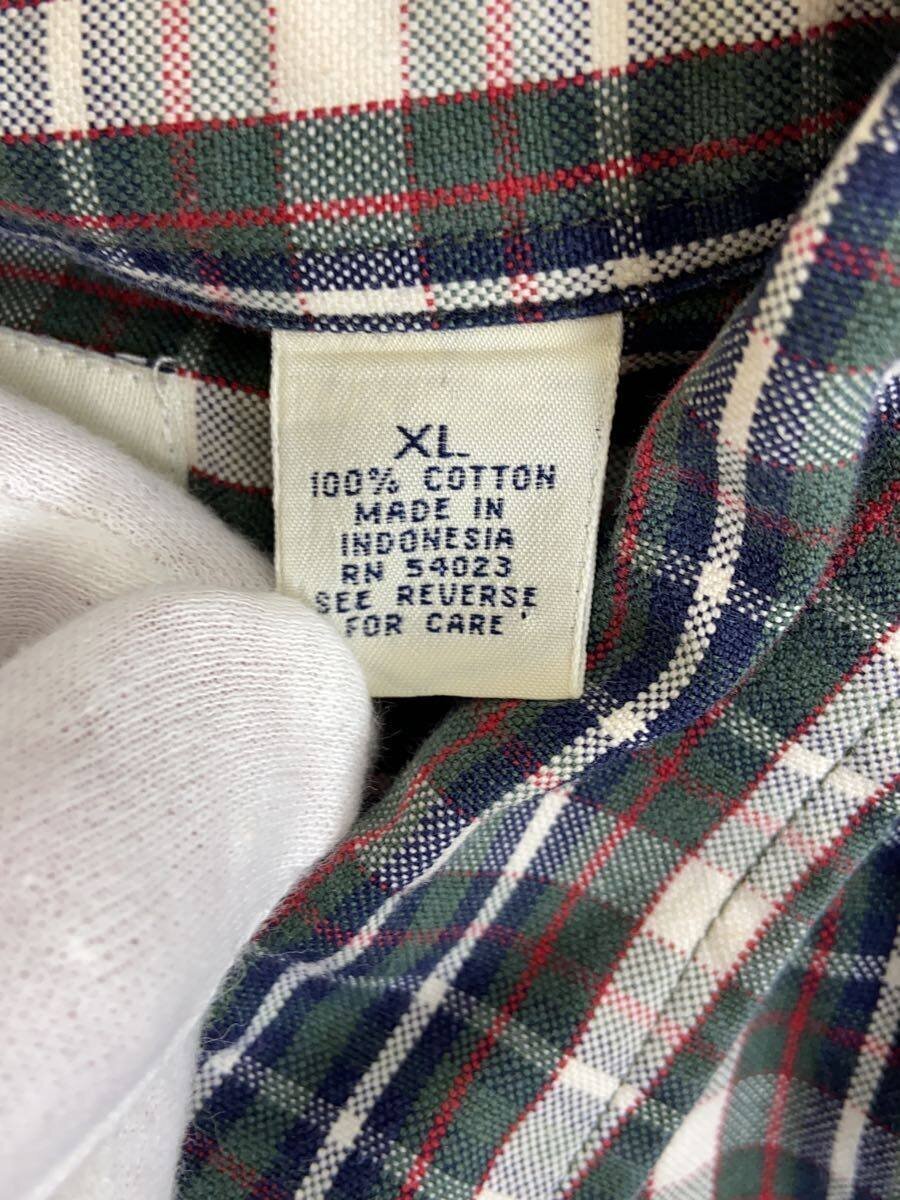 XL
100% COTTON
MADE IN
INDONESIA
RN 54023
SEE REVERSE
FOR CARE